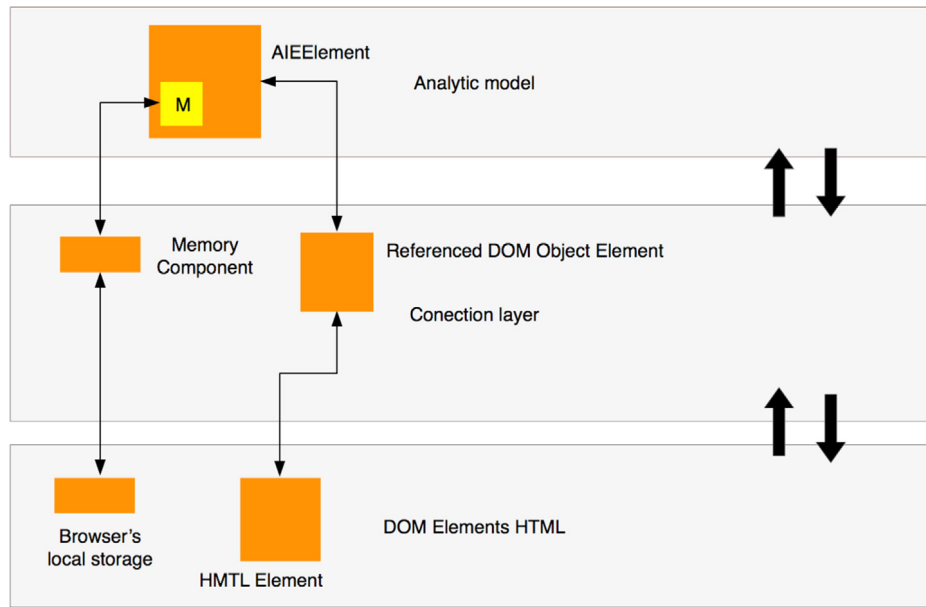 AIEElement
Analytic model
M
Memory
Component
Referenced DOM Object Element
Conection layer
Browser's
local storage
DOM Elements HTML
HMTL Element